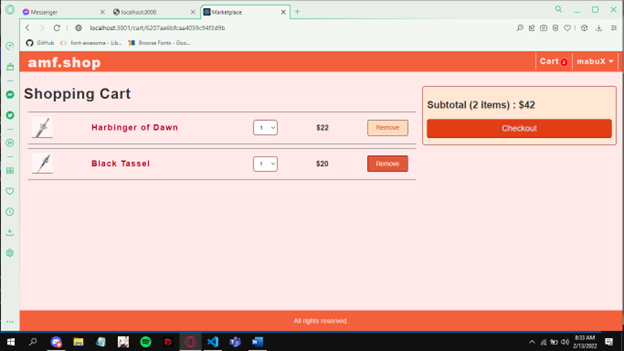 Messenger
localhost:3000
Marketplace
localhost:3001/cart/6207ae6bfcaa4059c94f3d9b
GitHub
font-awesome - Lib...
Browse Fonts - Goo...
amf.shop
Cart 2
mabuX
Shopping Cart
Harbinger of Dawn 1 $22 Remove
Black Tassel 1 $20 Remove
Subtotal (2 items) : $42
Checkout
All rights reserved.
8:33 AM
2/13/2022